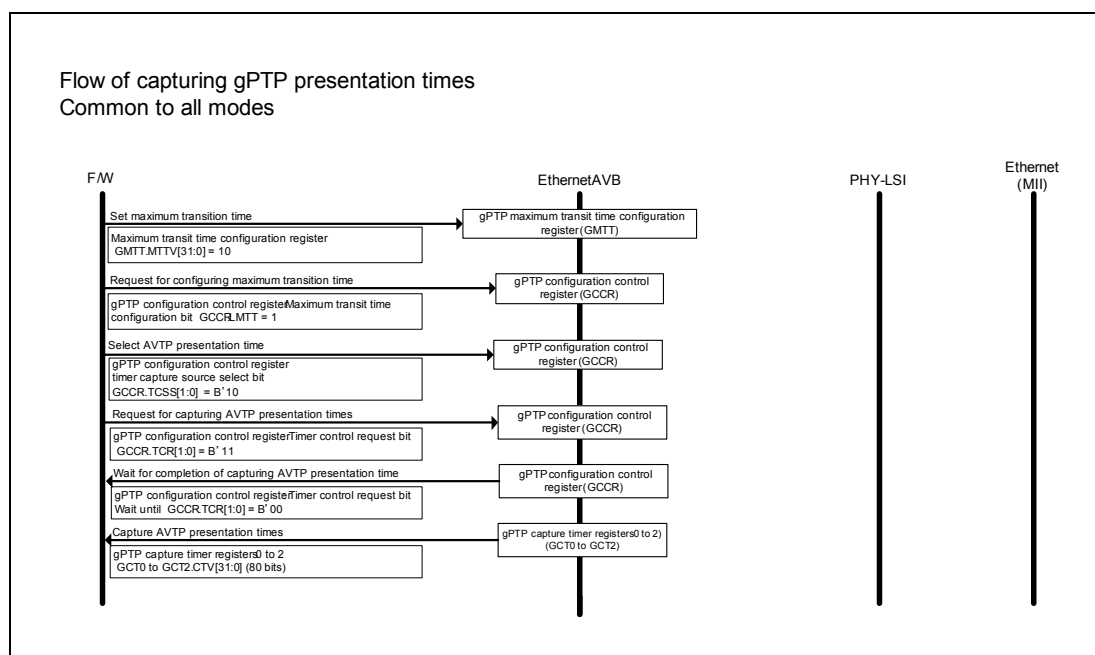 Flow of capturing gPTP presentation times
Common to all modes
F/W
EthernetAVB
PHY-LSI
Ethernet
(MII)
Set maximum transition time
gPTP maximum transit time configuration
register (GMTT)
Maximum transit time configuration register
GMTT.MTTV[31:0] = 10
Request for configuring maximum transition time
gPTP configuration control
register (GCCR)
gPTP configuration control registerMaximum transit time
configuration bit GCCR.LMTT = 1
Select AVTP presentation time
gPTP configuration control
register (GCCR)
gPTP configuration control register
timer capture source select bit
GCCR.TCSS[1:0] = B'10
Request for capturing AVTP presentation times
gPTP configuration control
register (GCCR)
gPTP configuration control registerTimer control request bit
GCCR.TCR[1:0] = B'11
Wait for completion of capturing AVTP presentation time
gPTP configuration control
register (GCCR)
gPTP configuration control registerTimer control request bit
Wait until GCCR.TCR[1:0] = B'00
Capture AVTP presentation times
gPTP capture timer registers0 to 2)
(GCT0 to GCT2)
gPTP capture timer registers0 to 2
GCT0 to GCT2.CTV[31:0] (80 bits)